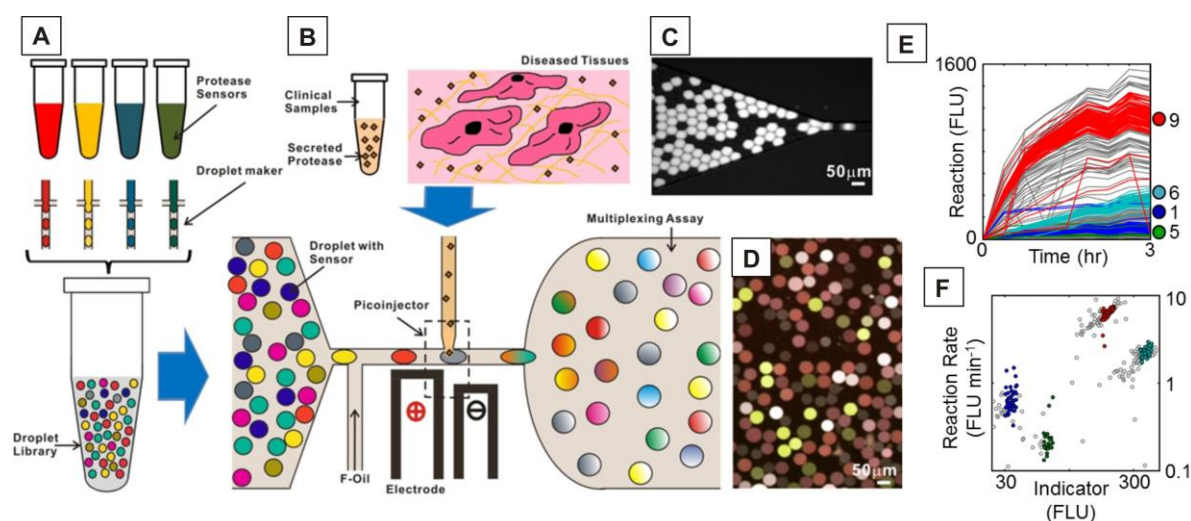 A
Protease
Sensors
Droplet maker
Droplet
Library
B
Clinical
Samples
Secreted
Protease
Diseased Tissues
Droplet with
Sensor
Picoinjector
F-Oil
Electrode
Multiplexing Assay
C
50μm
D
50μm
E
1600
Reaction (FLU)
0
0
Time (hr)
3
9
6
1
5
F
Reaction Rate
(FLU min⁻¹)
10
1
0.1
30
Indicator
(FLU)
300